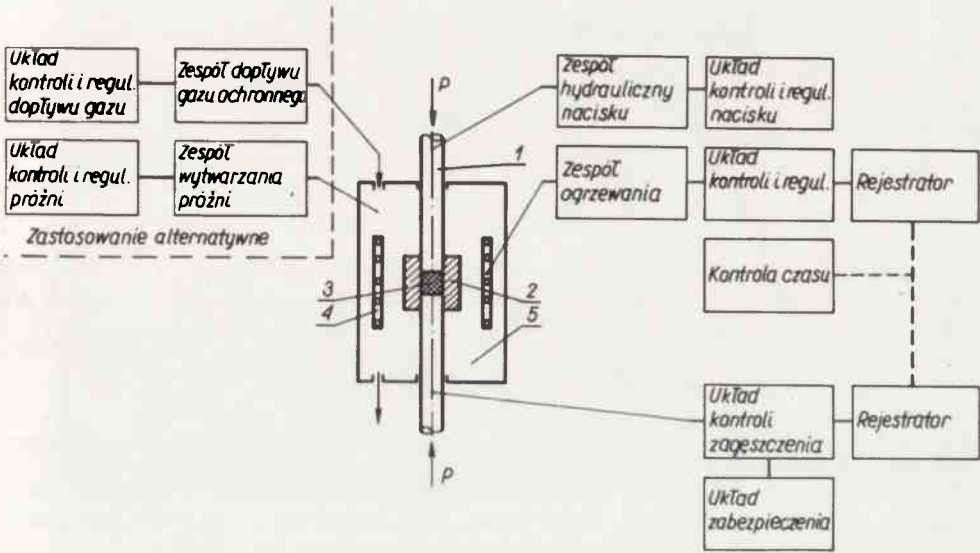 Układ
kontroli i regul.
dopływu gazu
Zespół dopływu
gazu ochronnego
Układ
kontroli i regul.
próżni
Zespół
wytwarzania
próżni
Zastosowanie alternatywne
P
1
3
4
2
5
P
Zespół
hydrauliczny
nacisku
Układ
kontroli i regul.
nacisku
Zespół
ogrzewania
Układ
kontroli i regul.
Rejestrator
Kontrola czasu
Układ
kontroli
zagęszczenia
Rejestrator
Układ
zabezpieczenia